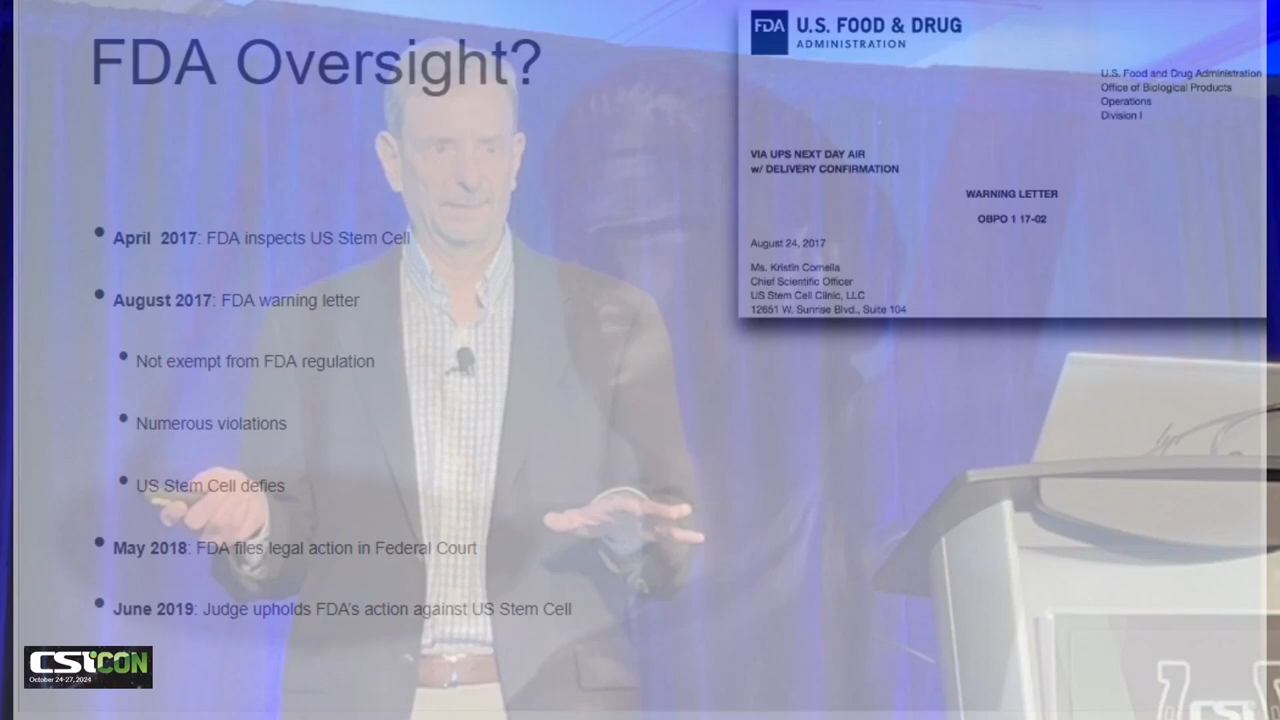 FDA Oversight?
• April 2017: FDA inspects US Stem Cell
• August 2017: FDA warning letter
• Not exempt from FDA regulation
• Numerous violations
• US Stem Cell defies
• May 2018: FDA files legal action in Federal Court
• June 2019: Judge upholds FDA's action against US Stem Cell
FDA U.S. FOOD & DRUG
ADMINISTRATION
U.S. Food and Drug Administration
Office of Biological Products
Operations
Division I
VIA UPS NEXT DAY AIR
w/ DELIVERY CONFIRMATION
WARNING LETTER
OBPO 1 17-02
August 24, 2017
Ms. Kristin Comella
Chief Scientific Officer
US Stem Cell Clinic, LLC
12651 W. Sunrise Blvd., Suite 104
CSICON
October 24-27, 2024
CSI